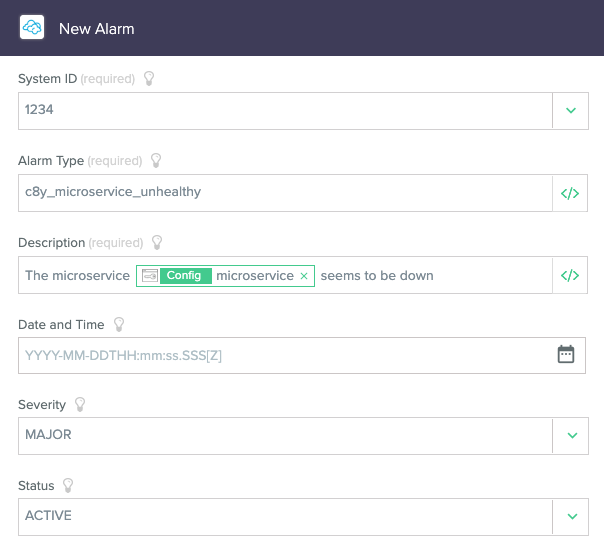 New Alarm
System ID (required)
1234
Alarm Type (required)
c8y_microservice_unhealthy
</>
Description (required)
The microservice Config microservice × seems to be down
</>
Date and Time
YYYY-MM-DDTHH:mm:ss.SSS[Z]
Severity
MAJOR
Status
ACTIVE